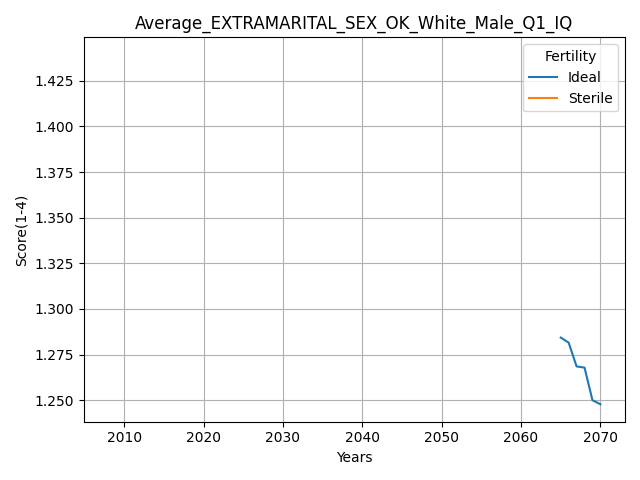 Average_EXTRAMARITAL_SEX_OK_White_Male_Q1_IQ
Fertility
Ideal
Sterile
1.425
1.400
1.375
1.350
1.325
1.300
1.275
1.250
Score(1-4)
2010 2020 2030 2040 2050 2060 2070
Years